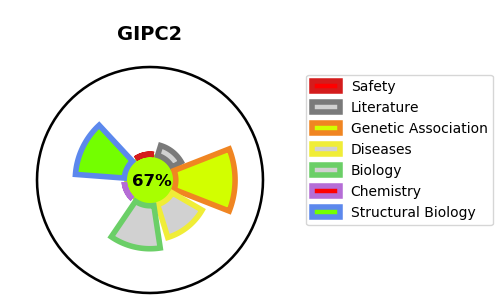 GIPC2
67%
Safety
Literature
Genetic Association
Diseases
Biology
Chemistry
Structural Biology